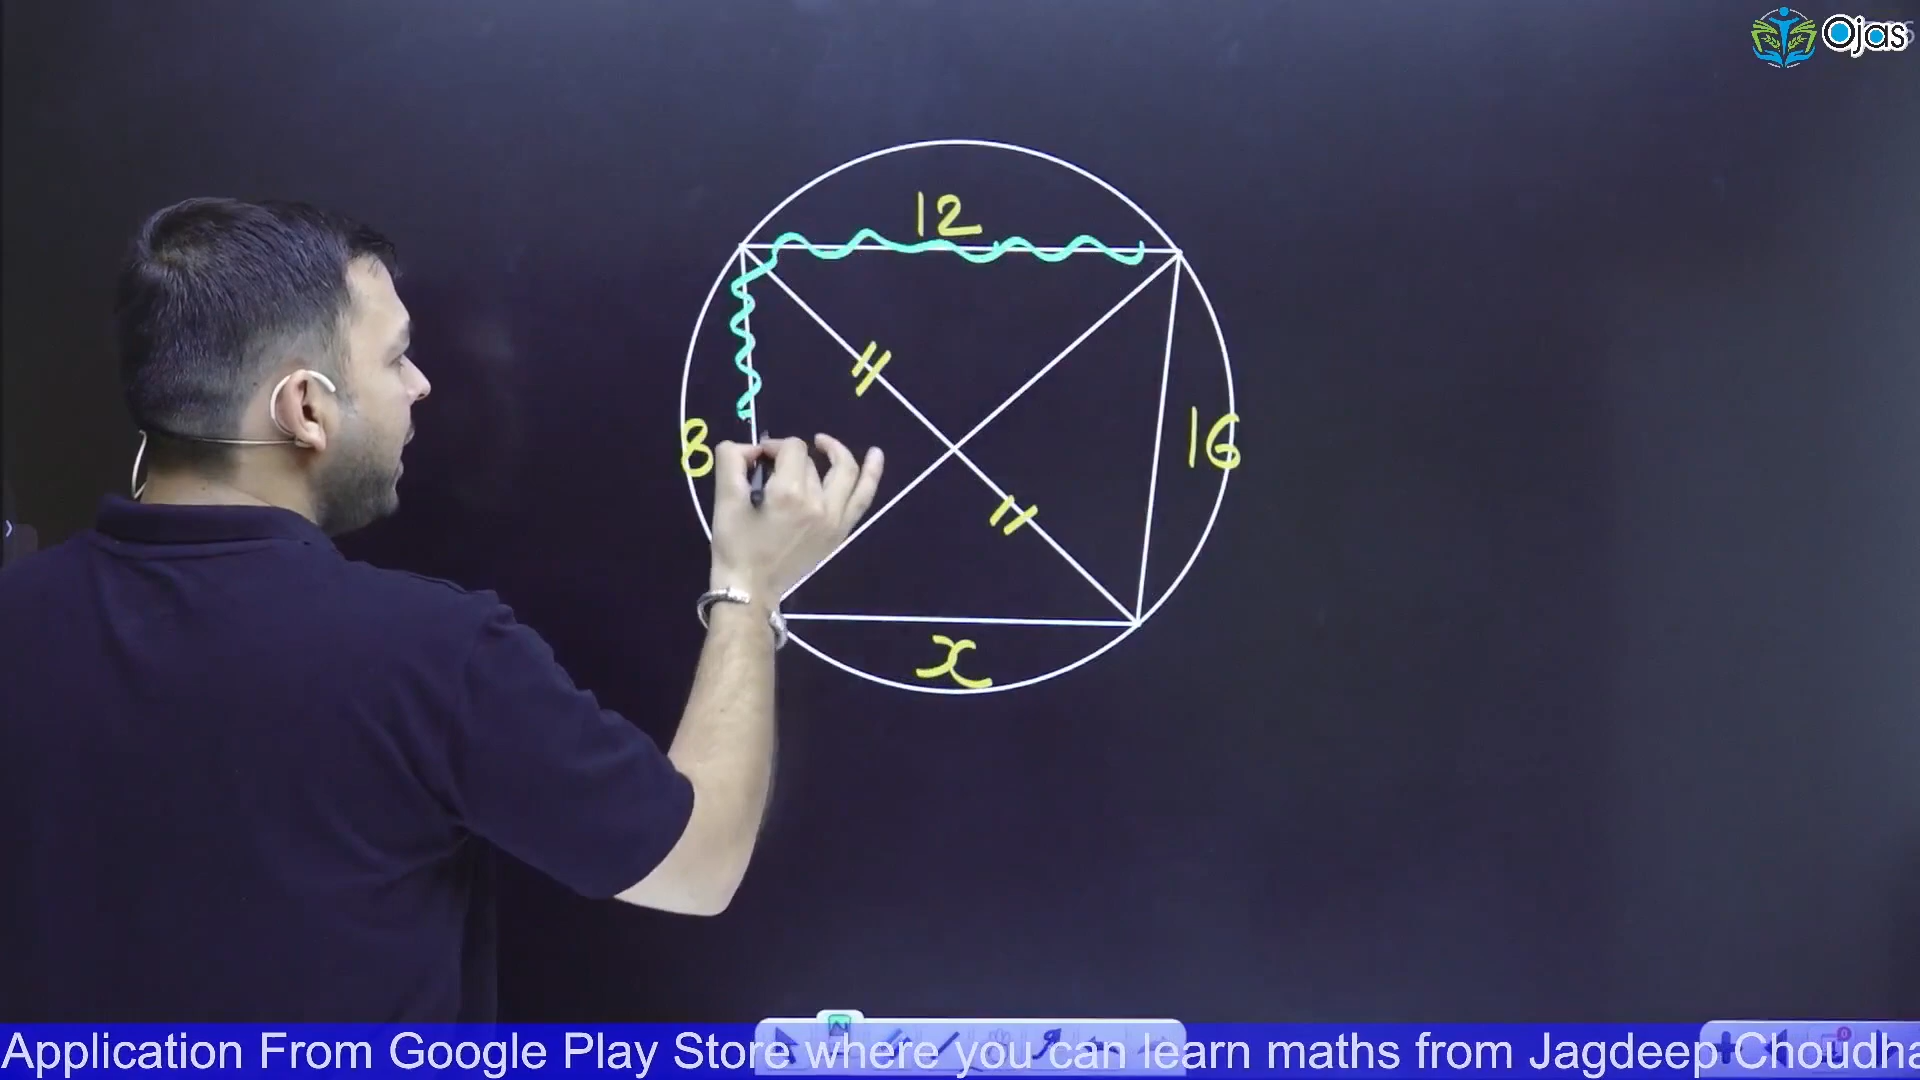 Ojas
12
8
16
x
Application From Google Play Store where you can learn maths from Jagdeep Choudha